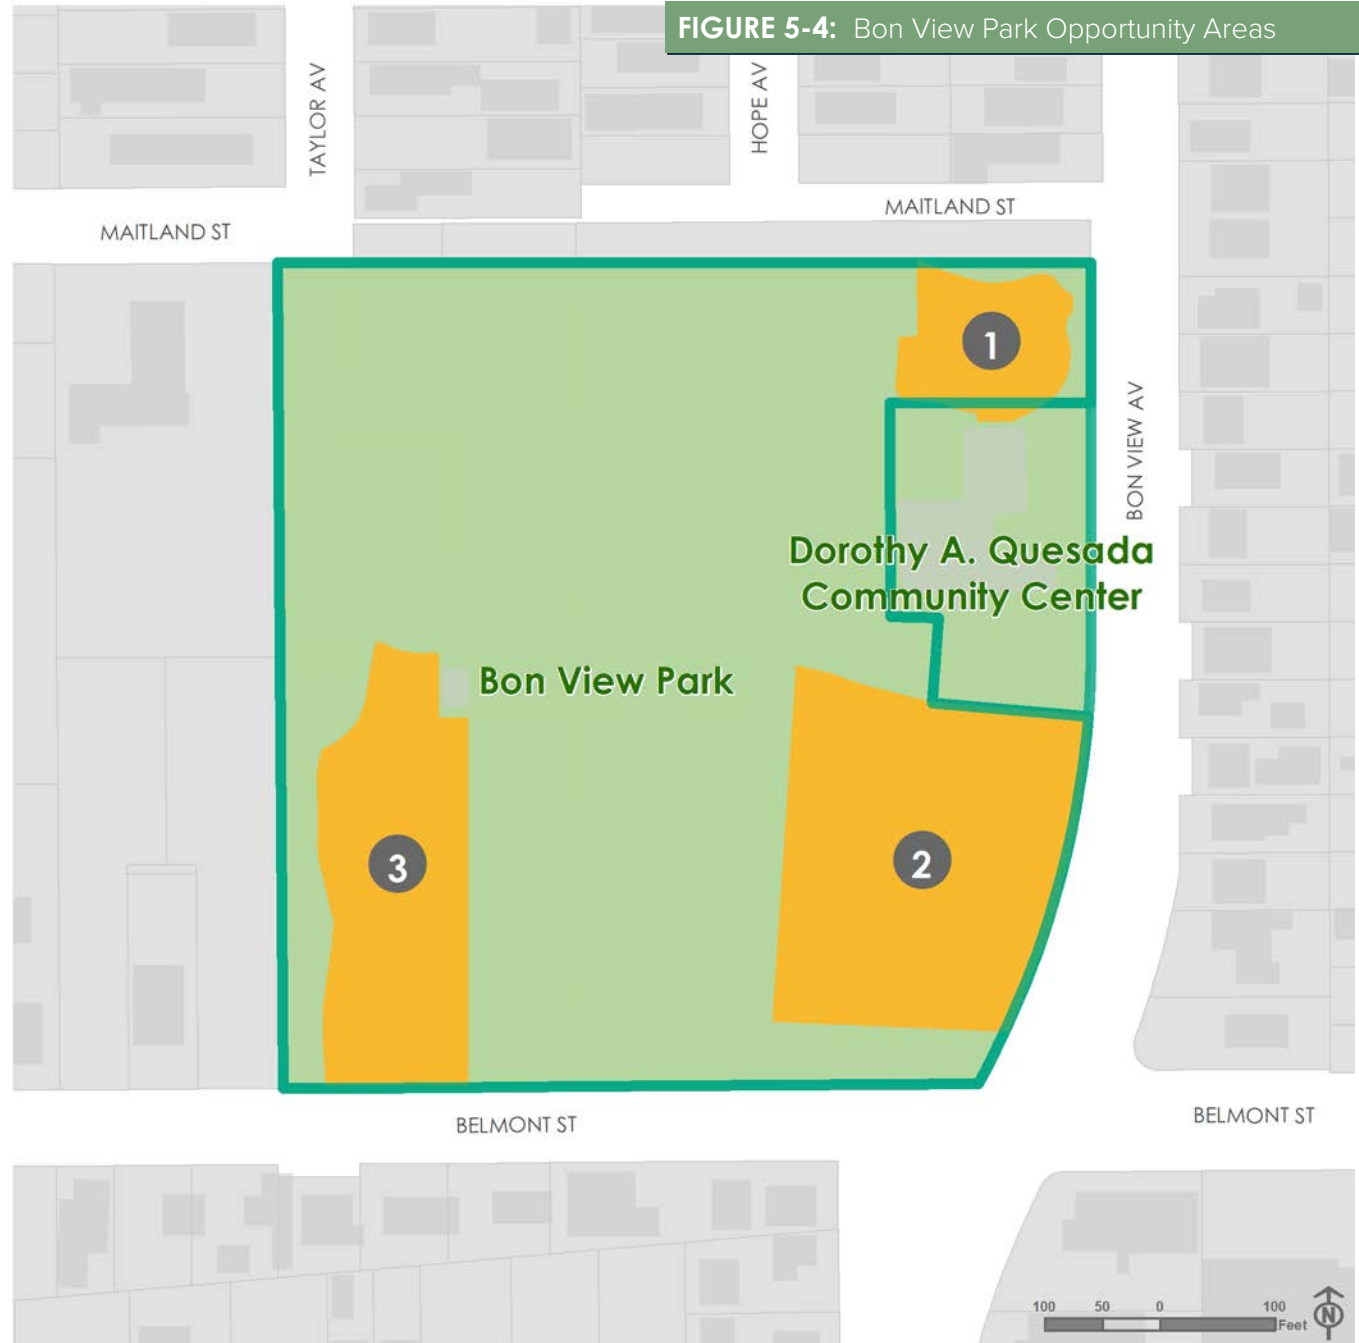 FIGURE 5-4: Bon View Park Opportunity Areas
TAYLOR AV
HOPE AV
MAITLAND ST
MAITLAND ST
1
BON VIEW AV
Dorothy A. Quesada
Community Center
Bon View Park
3
2
BELMONT ST
BELMONT ST
100 50 0 100
Feet
N